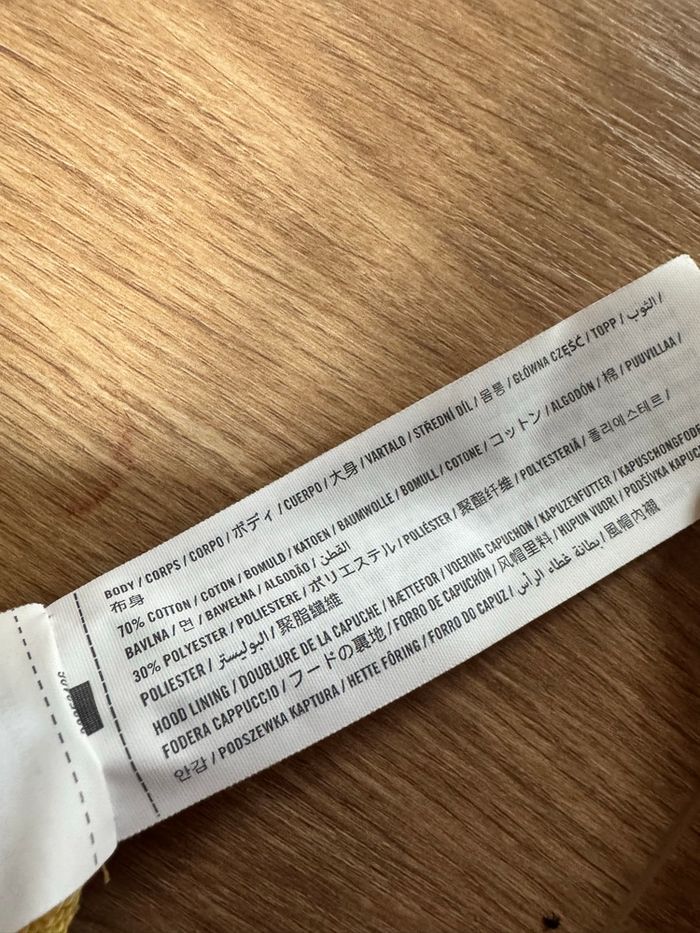 BODY / CORPS / CORPO / ボディ / CUERPO / 大身 / VARTALO / STŘEDNÍ DÍL / 몸통 / GŁÓWNA CZĘŚĆ / TOPP / الثوب /
布身
70% COTTON / COTON / BOMULD / KATOEN / BAUMWOLLE / BOMULL / COTONE / コットン / ALGODÓN / 棉 / PUUVILLAA /
BAVLNA / 면 / BAWEŁNA / ALGODÃO / القطن
30% POLYESTER / POLIESTERE / ポリエステル / POLIÉSTER / 聚酯纤维 / POLYESTERIÄ / 폴리에스테르 /
POLIESTER / البوليستر / 聚脂纖維
HOOD LINING / DOUBLURE DE LA CAPUCHE / HÆTTEFOR / VOERING CAPUCHON / KAPUZENFUTTER / KAPUSCHONGFODE
FODERA CAPPUCCIO / フードの裏地 / FORRO DE CAPUCHÓN / 风帽里料 / HUPUN VUORI / PODŠÍVKA KAPUC
안감 / PODSZEWKA KAPTURA / HETTE FÔRING / FORRO DO CAPUZ / بطانة غطاء الرأس / 風帽內襯